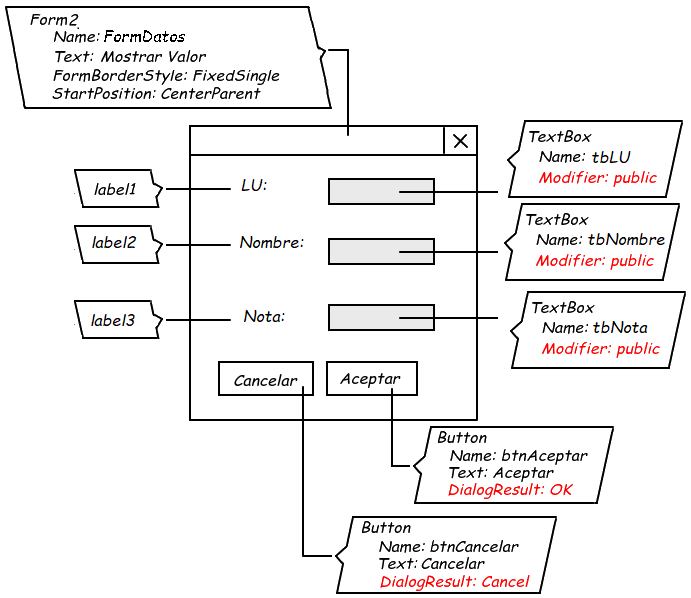 Form2
Name: FormDatos
Text: Mostrar Valor
FormBorderStyle: FixedSingle
StartPosition: CenterParent
TextBox
Name: tbLU
Modifier: public
label1
LU:
TextBox
Name: tbNombre
Modifier: public
label2
Nombre:
TextBox
Name: tbNota
Modifier: public
label3
Nota:
Cancelar
Aceptar
Button
Name: btnAceptar
Text: Aceptar
DialogResult: OK
Button
Name: btnCancelar
Text: Cancelar
DialogResult: Cancel